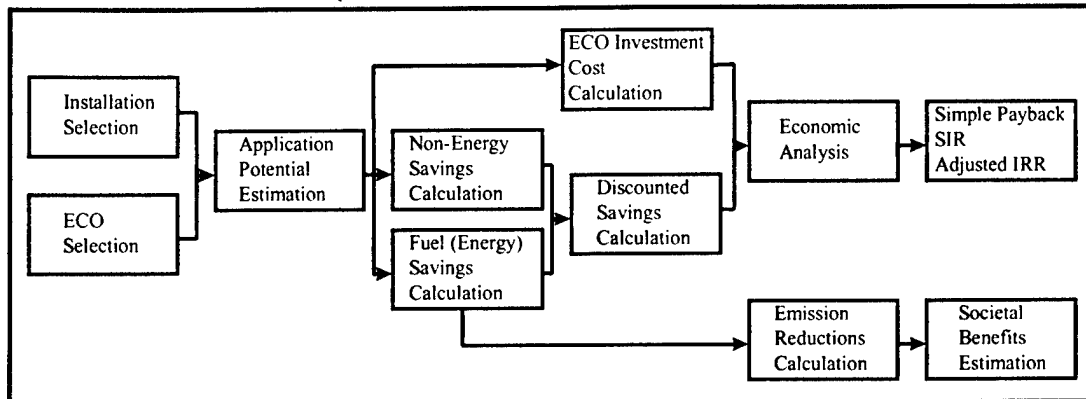 Installation
Selection
ECO
Selection
Application
Potential
Estimation
ECO Investment
Cost
Calculation
Non-Energy
Savings
Calculation
Fuel (Energy)
Savings
Calculation
Discounted
Savings
Calculation
Economic
Analysis
Simple Payback
SIR
Adjusted IRR
Emission
Reductions
Calculation
Societal
Benefits
Estimation